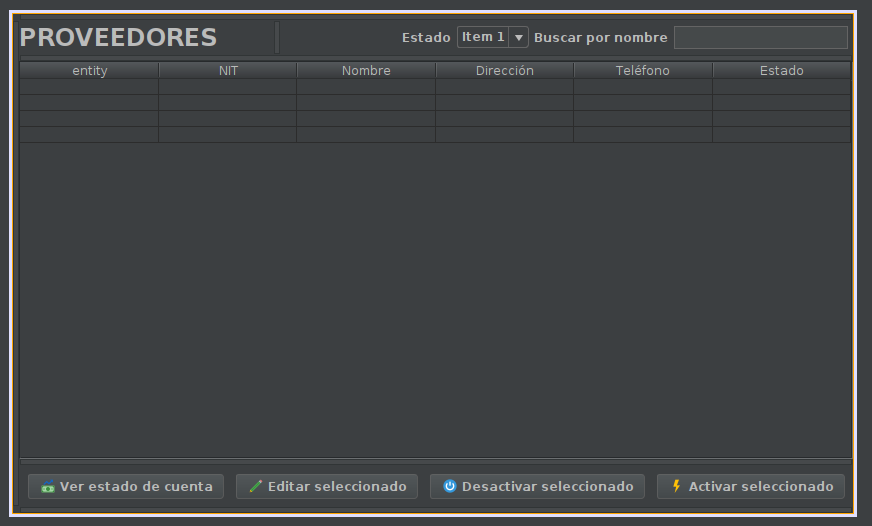 PROVEEDORES Estado Item 1 Buscar por nombre
entity NIT Nombre Dirección Teléfono Estado
Ver estado de cuenta Editar seleccionado Desactivar seleccionado Activar seleccionado